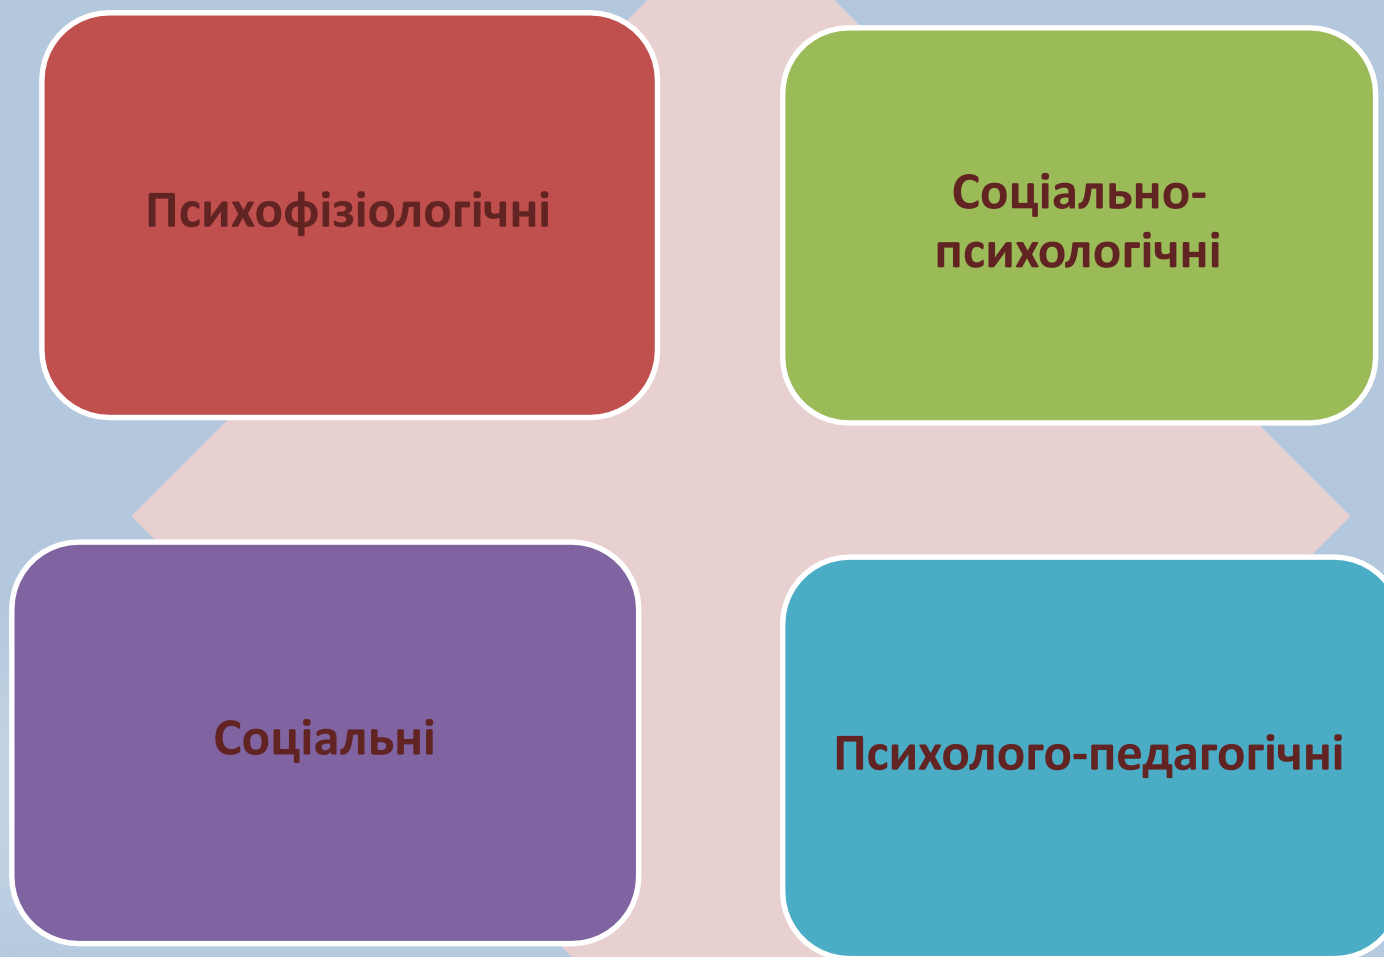 Психофізіологічні
Соціально-
психологічні
Соціальні
Психолого-педагогічні